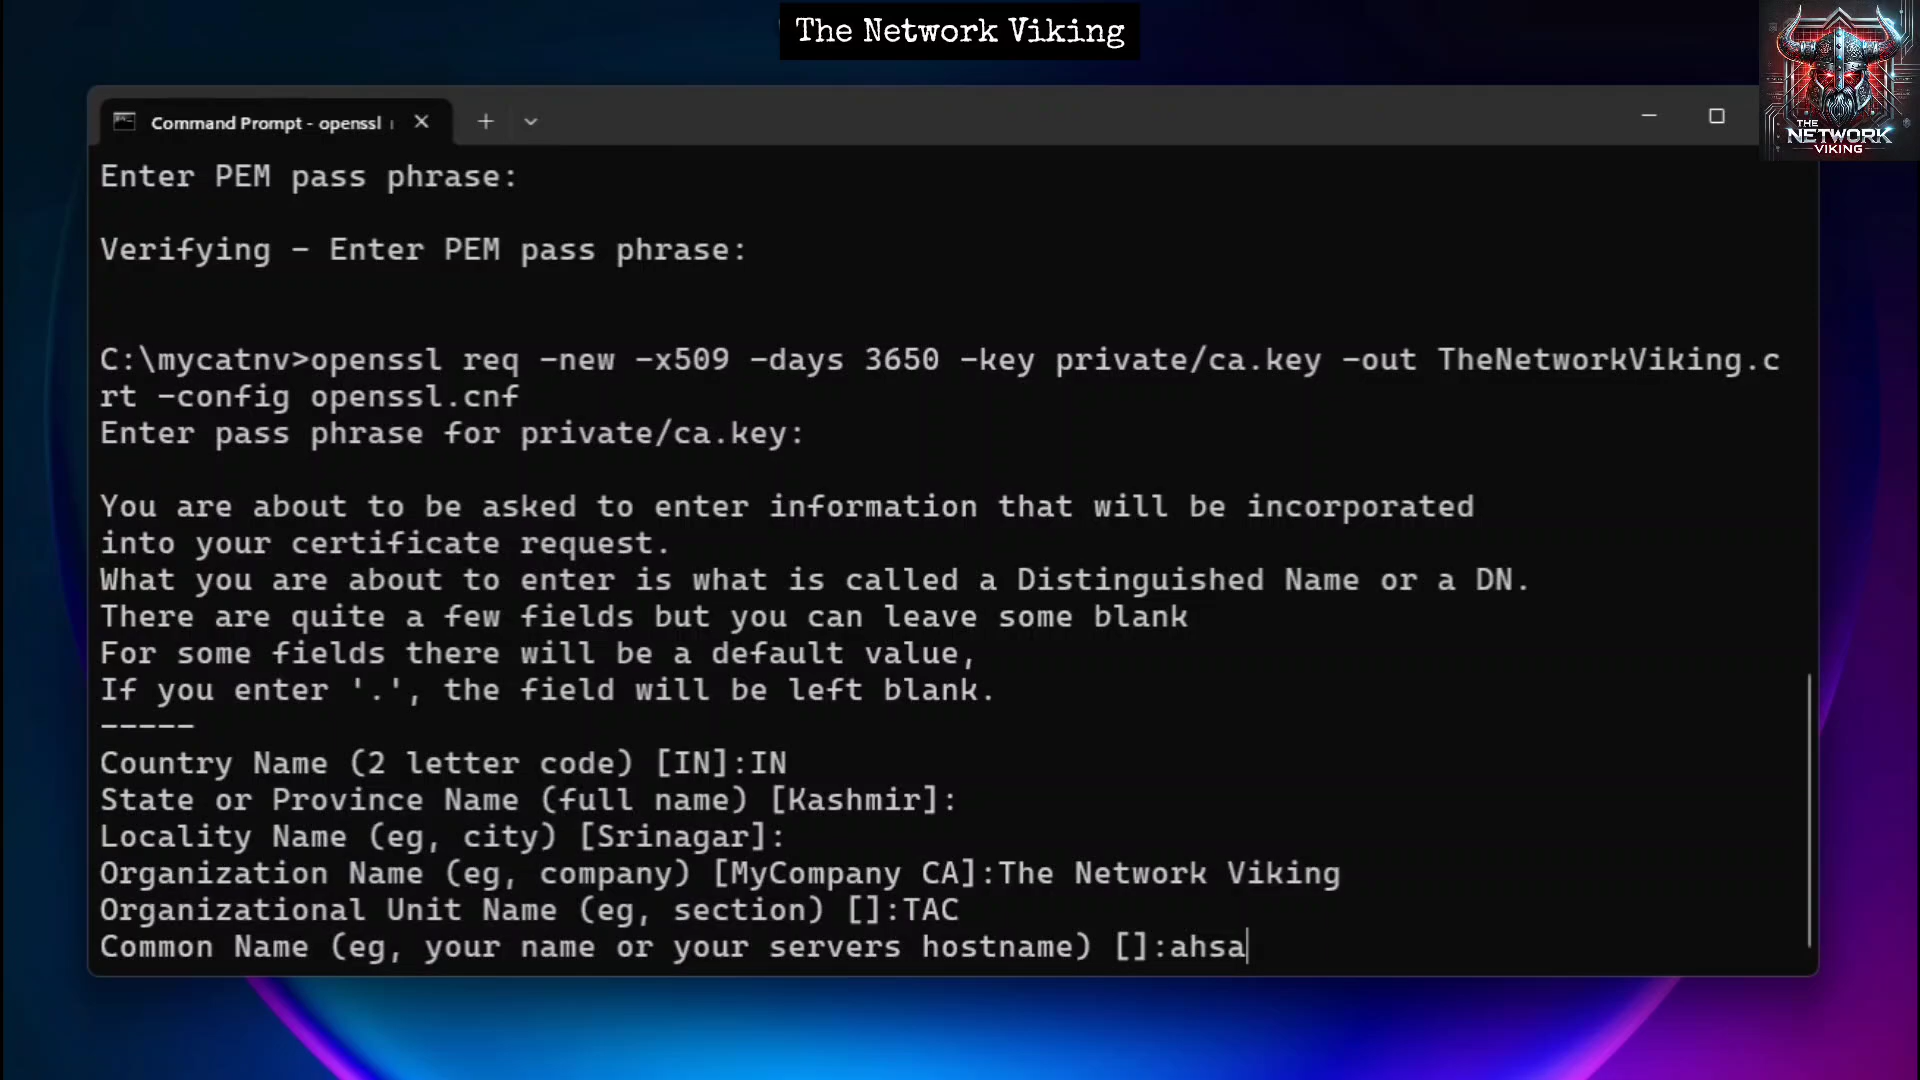 The Network Viking
THE
NETWORK
VIKING
Command Prompt - openssl
Enter PEM pass phrase:
Verifying - Enter PEM pass phrase:
C:\mycatnv>openssl req -new -x509 -days 3650 -key private/ca.key -out TheNetworkViking.c
rt -config openssl.cnf
Enter pass phrase for private/ca.key:
You are about to be asked to enter information that will be incorporated
into your certificate request.
What you are about to enter is what is called a Distinguished Name or a DN.
There are quite a few fields but you can leave some blank
For some fields there will be a default value,
If you enter '.', the field will be left blank.
-----
Country Name (2 letter code) [IN]:IN
State or Province Name (full name) [Kashmir]:
Locality Name (eg, city) [Srinagar]:
Organization Name (eg, company) [MyCompany CA]:The Network Viking
Organizational Unit Name (eg, section) []:TAC
Common Name (eg, your name or your servers hostname) []:ahsa